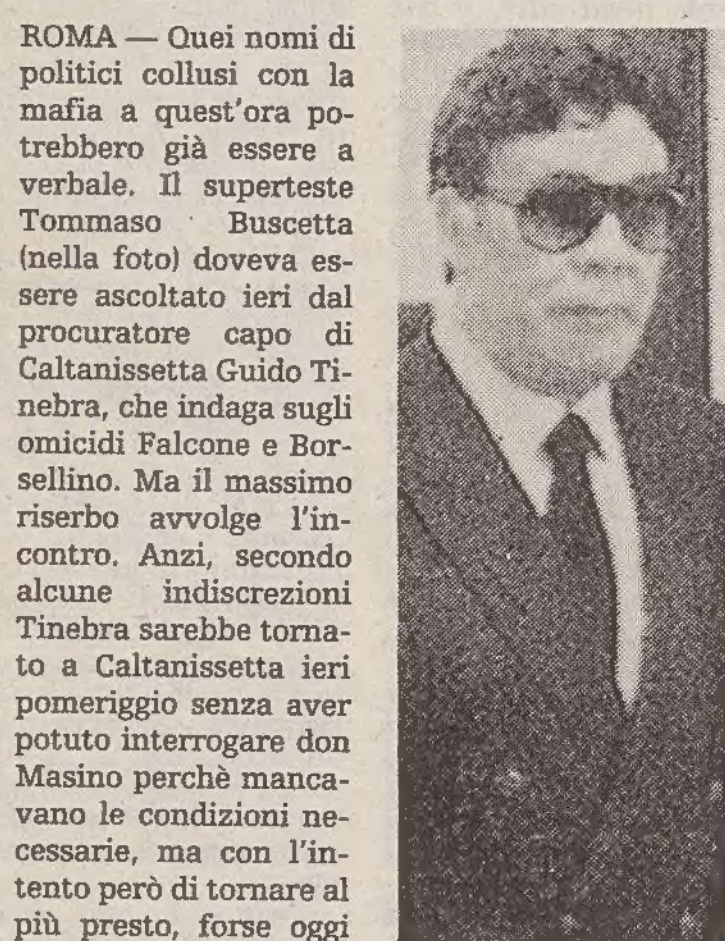 ROMA — Quei nomi di
politici collusi con la
mafia a quest'ora po-
trebbero già essere a
verbale. Il superteste
Tommaso Buscetta
(nella foto) doveva es-
sere ascoltato ieri dal
procuratore capo di
Caltanissetta Guido Ti-
nebra, che indaga sugli
omicidi Falcone e Bor-
sellino. Ma il massimo
riserbo avvolge l'in-
contro. Anzi, secondo
alcune indiscrezioni
Tinebra sarebbe torna-
to a Caltanissetta ieri
pomeriggio senza aver
potuto interrogare don
Masino perchè manca-
vano le condizioni ne-
cessarie, ma con l'in-
tento però di tornare al
più presto, forse oggi